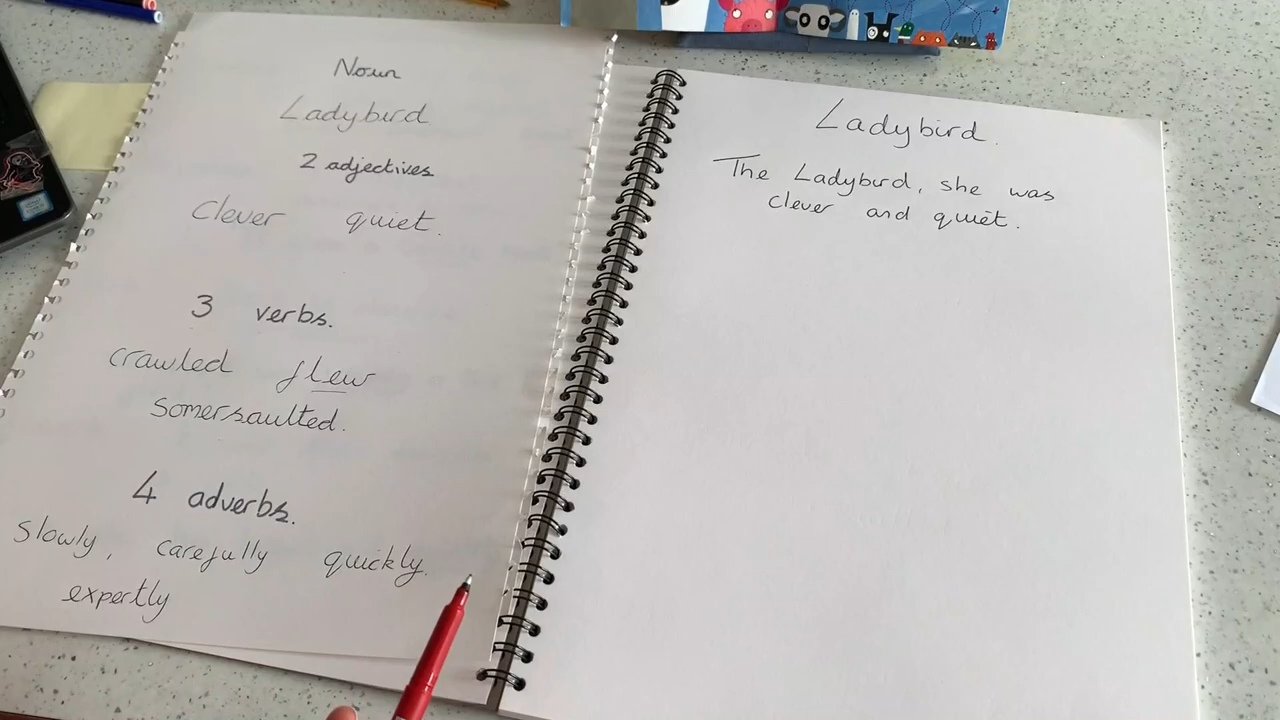 Noun
Ladybird
2 adjectives
Clever quiet.
3 verbs.
crawled flew
somersaulted.
4 adverbs.
slowly, carefully quickly.
expertly
Ladybird.
The Ladybird, she was
clever and quiet.